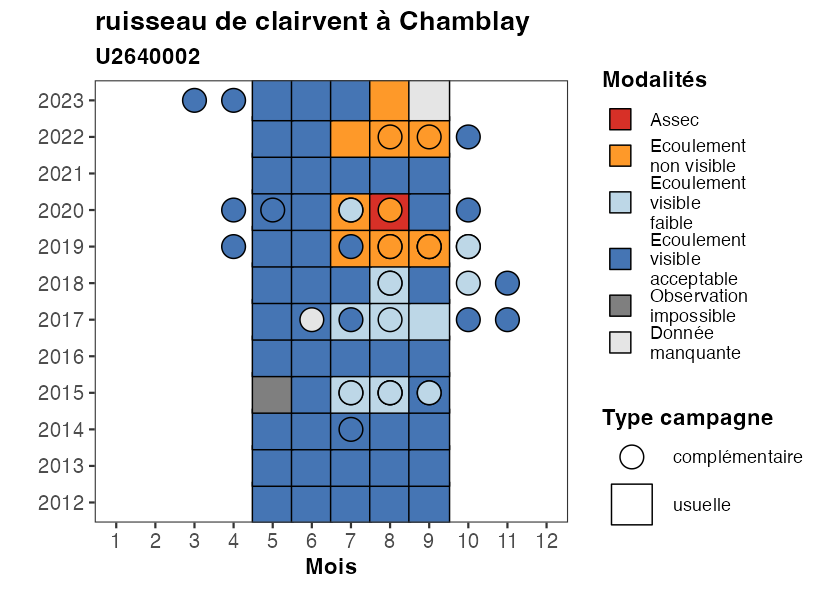 ruisseau de clairvent à Chamblay
U2640002
2023
2022
2021
2020
2019
2018
2017
2016
2015
2014
2013
2012
1 2 3 4 5 6 7 8 9 10 11 12
Mois
Modalités
Assec
Ecoulement
non visible
Ecoulement
visible
faible
Ecoulement
visible
acceptable
Observation
impossible
Donnée
manquante
Type campagne
complémentaire
usuelle